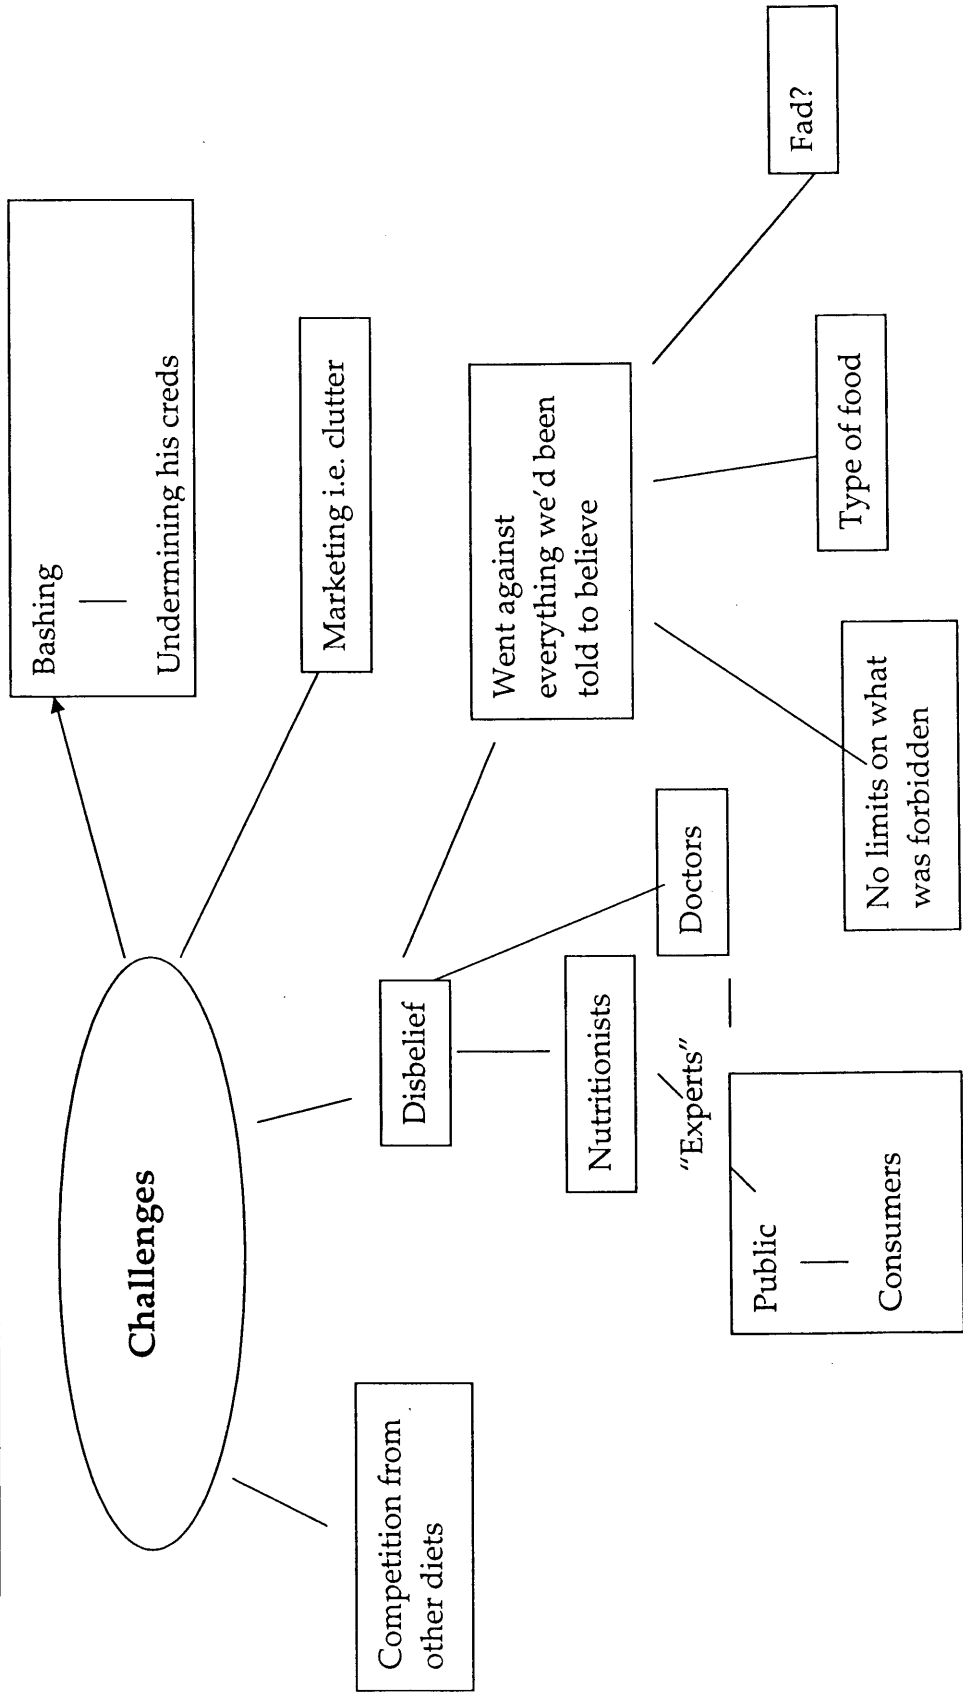 Challenges
Bashing
Undermining his creds
Marketing i.e. clutter
Competition from
other diets
Disbelief
Went against
everything we'd been
told to believe
Nutritionists
Doctors
"Experts"
Public
Consumers
No limits on what
was forbidden
Type of food
Fad?